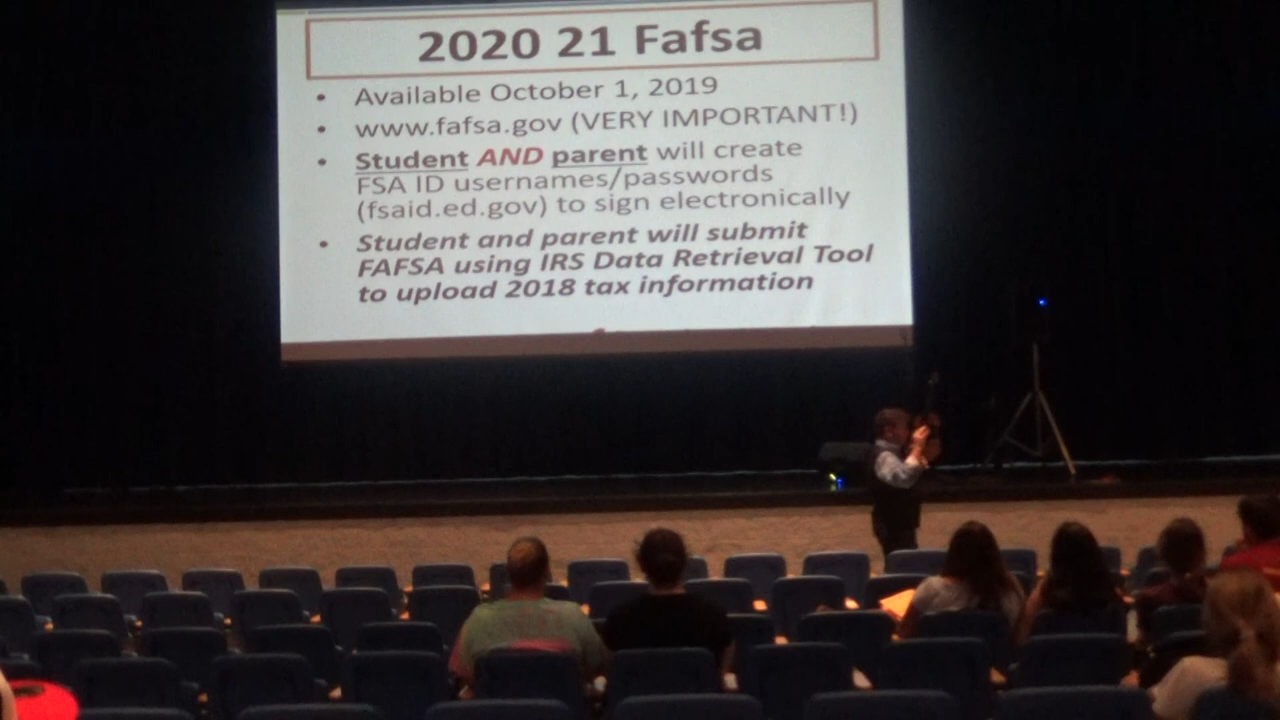 2020 21 Fafsa
• Available October 1, 2019
• www.fafsa.gov (VERY IMPORTANT!)
• Student AND parent will create
FSA ID usernames/passwords
(fsaid.ed.gov) to sign electronically
• Student and parent will submit
FAFSA using IRS Data Retrieval Tool
to upload 2018 tax information